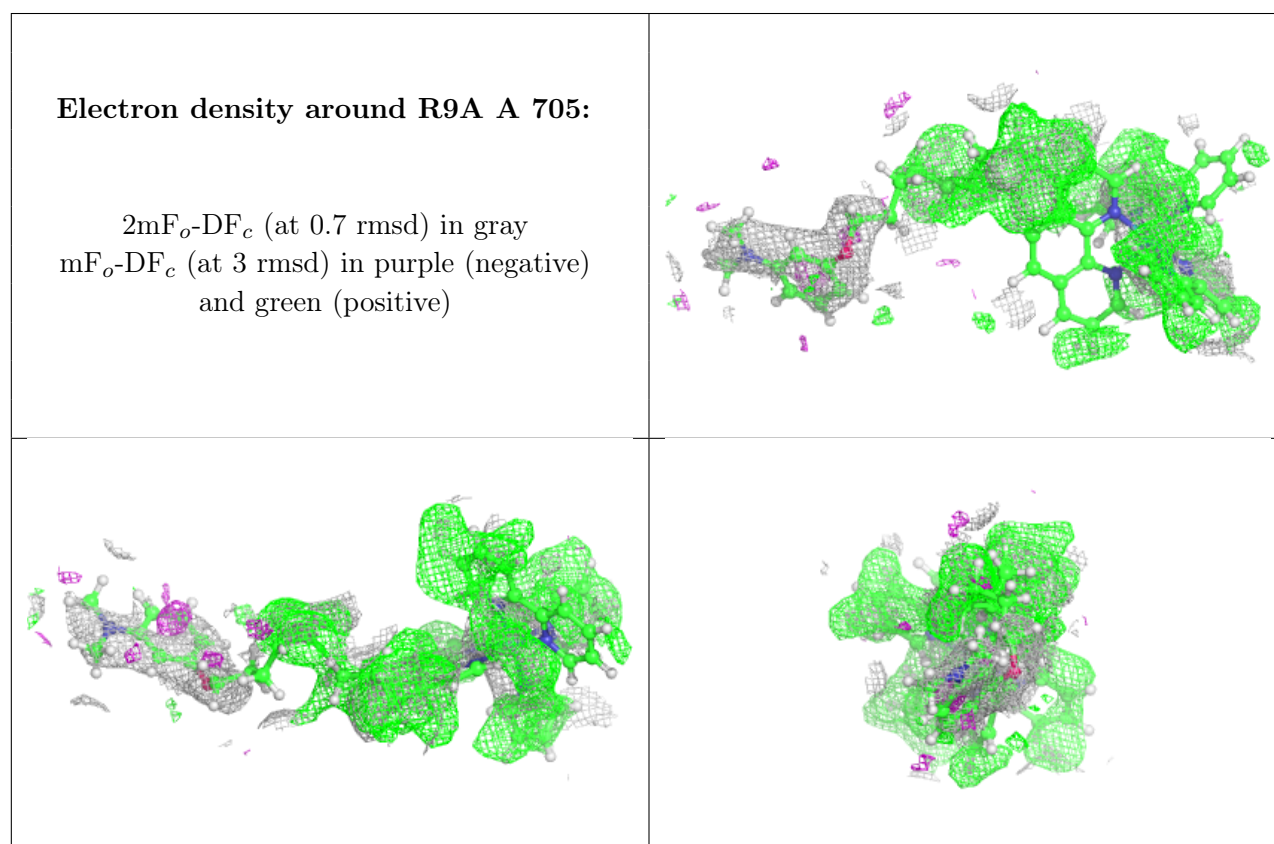 Electron density around R9A A 705:
2mFo-DFc (at 0.7 rmsd) in gray
mFo-DFc (at 3 rmsd) in purple (negative)
and green (positive)